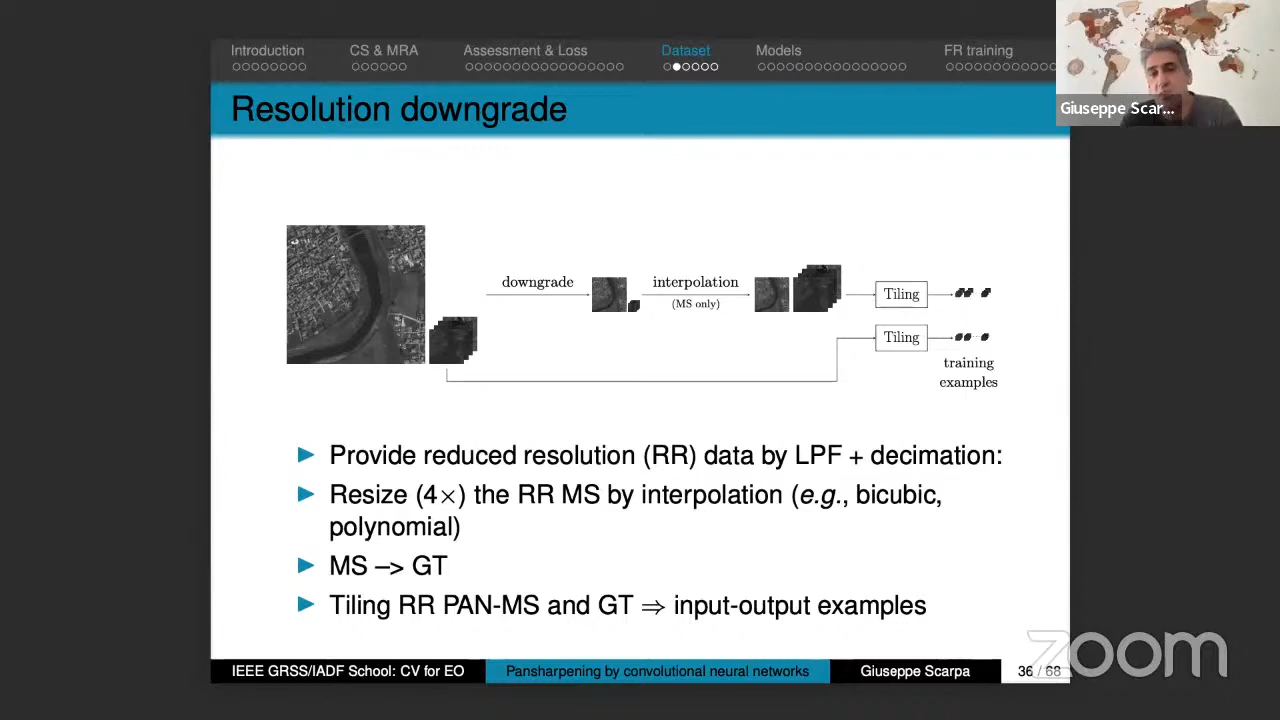 Introduction CS & MRA Assessment & Loss Dataset Models FR training
Giuseppe Scar...
Resolution downgrade
downgrade
interpolation
(MS only)
Tiling
Tiling
training
examples
► Provide reduced resolution (RR) data by LPF + decimation:
► Resize (4×) the RR MS by interpolation (e.g., bicubic,
polynomial)
► MS –> GT
► Tiling RR PAN-MS and GT ⇒ input-output examples
IEEE GRSS/IADF School: CV for EO Pansharpening by convolutional neural networks Giuseppe Scarpa 36 / 68
zoom